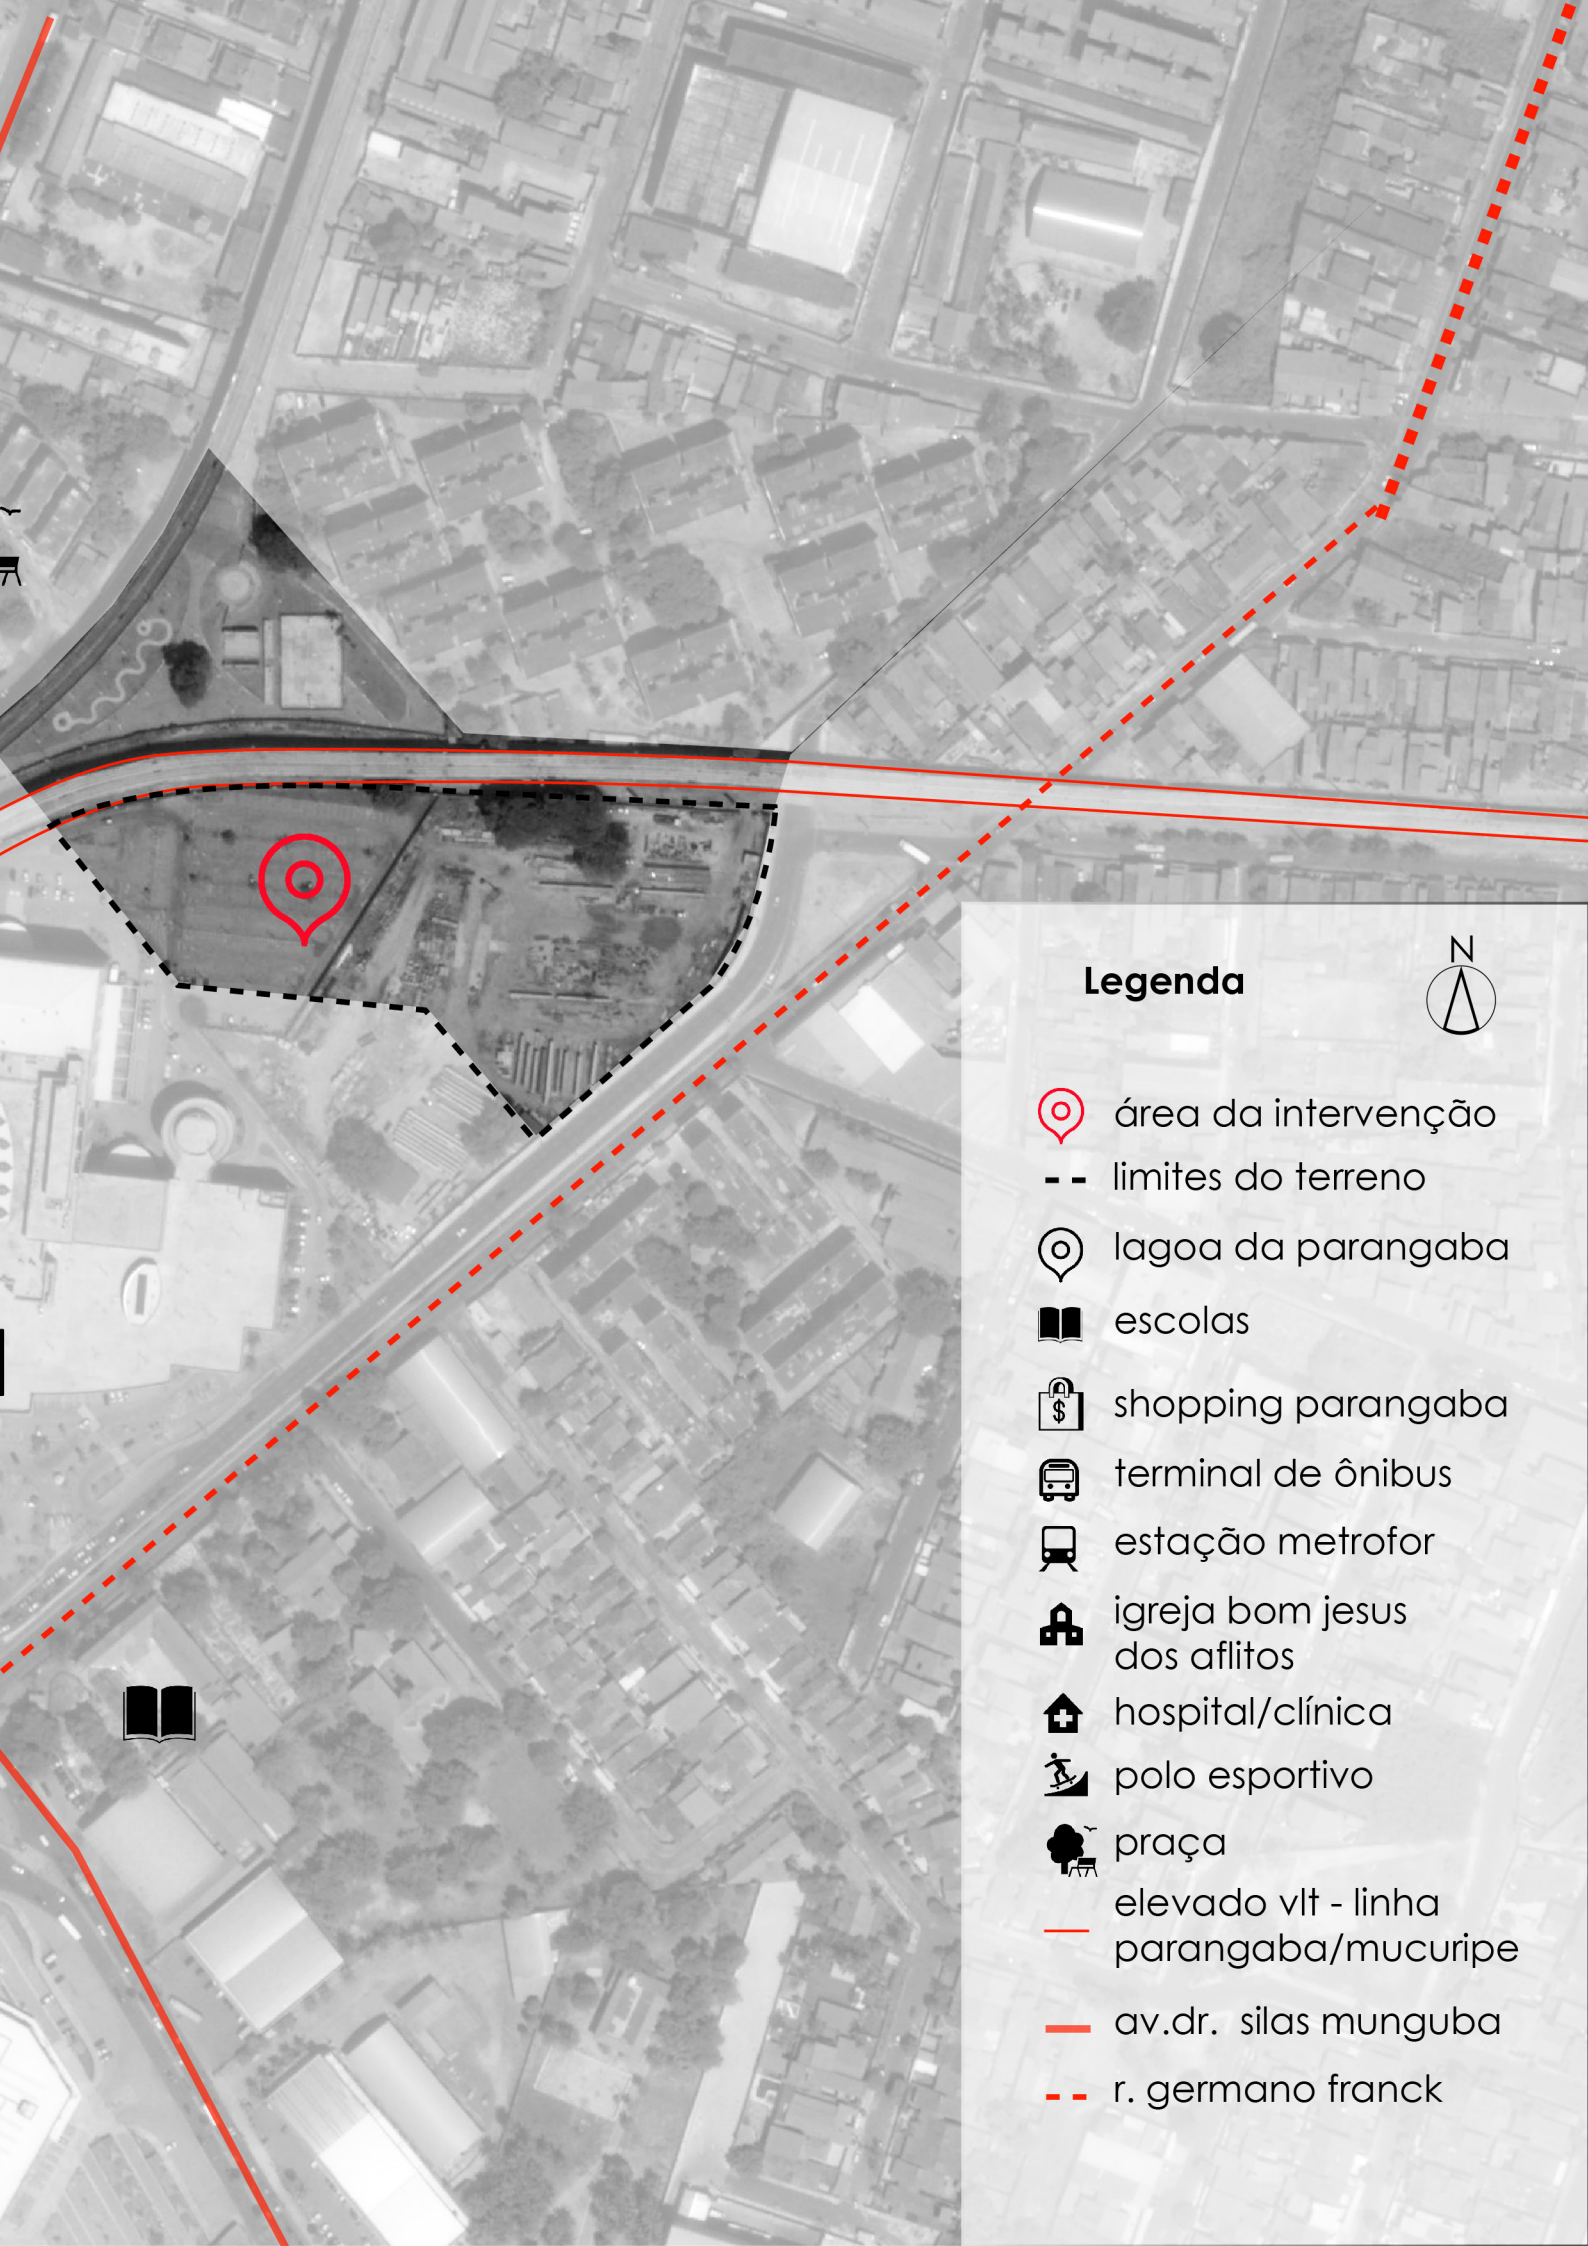 N
Legenda
área da intervenção
limites do terreno
lagoa da parangaba
escolas
$
shopping parangaba
terminal de ônibus
estação metrofor
igreja bom jesus
dos aflitos
hospital/clínica
polo esportivo
praça
elevado vlt - linha
parangaba/mucuripe
av.dr. silas munguba
r. germano franck